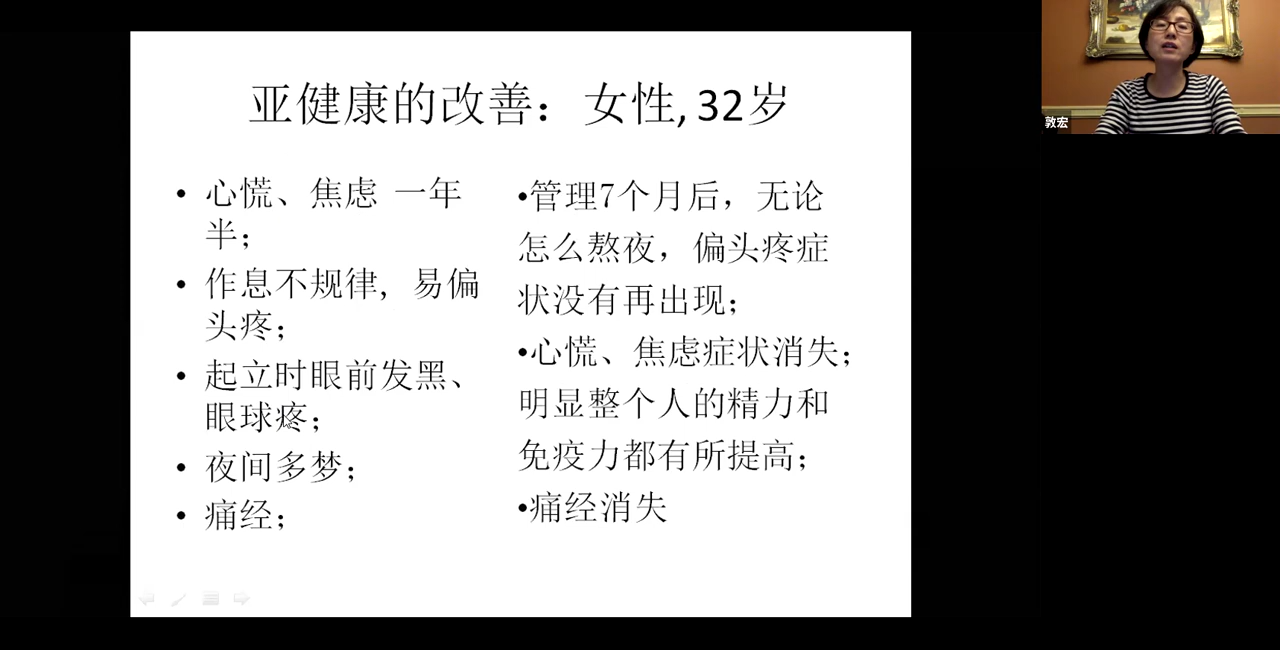 亚健康的改善：女性, 32岁
• 心慌、焦虑 一年
半；
• 作息不规律，易偏
头疼；
• 起立时眼前发黑、
眼球疼；
• 夜间多梦；
• 痛经；
•管理7个月后，无论
怎么熬夜，偏头疼症
状没有再出现；
•心慌、焦虑症状消失；
明显整个人的精力和
免疫力都有所提高；
•痛经消失
敦宏